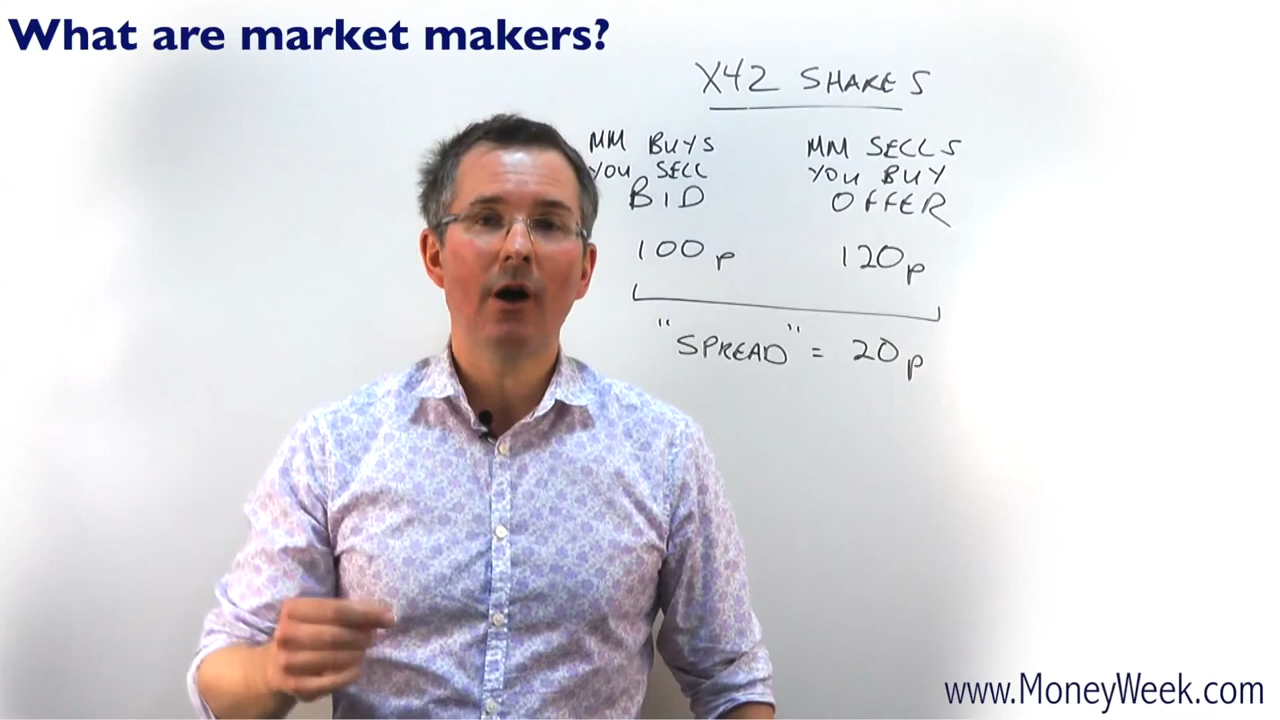 What are market makers?
X42 SHARES
MM BUYS
YOU SELL
BID
100p
MM SELLS
YOU BUY
OFFER
120p
"SPREAD" = 20p
www.MoneyWeek.com